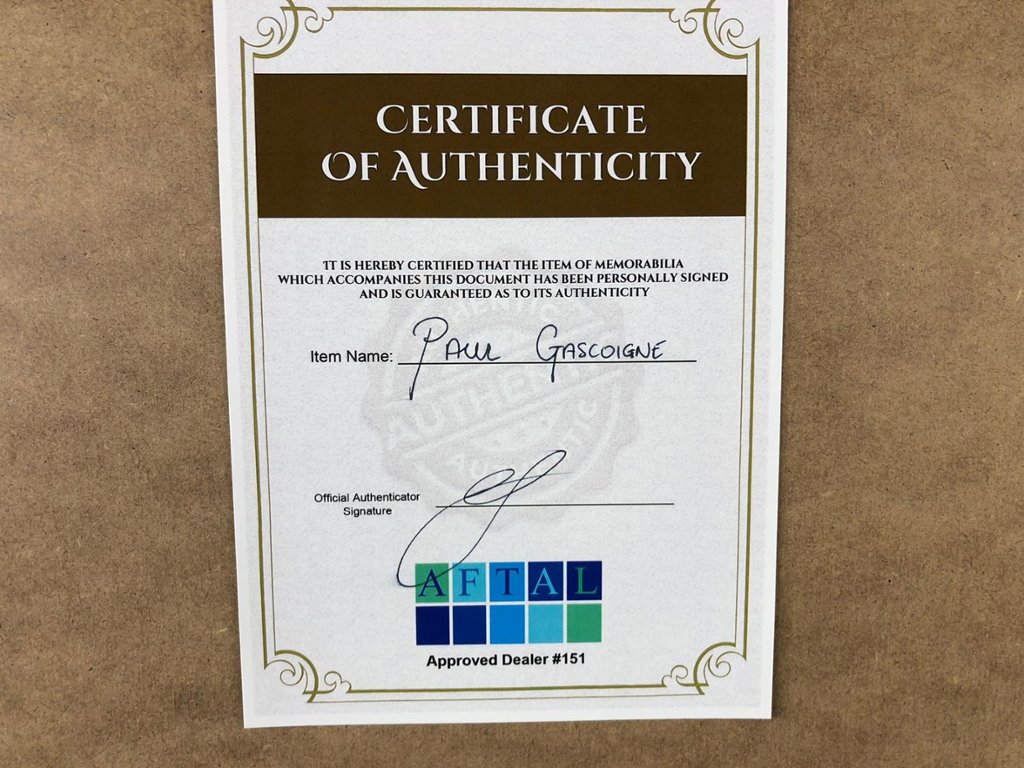 CERTIFICATE
OF AUTHENTICITY
IT IS HEREBY CERTIFIED THAT THE ITEM OF MEMORABILIA
WHICH ACCOMPANIES THIS DOCUMENT HAS BEEN PERSONALLY SIGNED
AND IS GUARANTEED AS TO ITS AUTHENTICITY
Item Name: PAUL GASCOIGNE
AUTHENTIC
AUTHENTIC
Official Authenticator
Signature
AFTAL
Approved Dealer #151